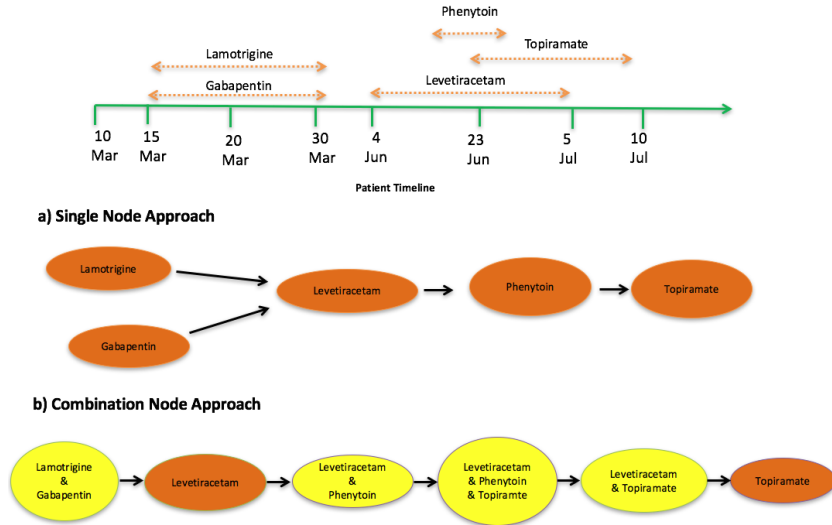 Phenytoin
Lamotrigine
Topiramate
Gabapentin
Levetiracetam
10
Mar
15
Mar
20
Mar
30
Mar
4
Jun
23
Jun
5
Jul
10
Jul
Patient Timeline
a) Single Node Approach
Lamotrigine
Levetiracetam
Phenytoin
Topiramate
Gabapentin
b) Combination Node Approach
Lamotrigine
&
Gabapentin
Levetiracetam
Levetiracetam
&
Phenytoin
Levetiracetam
& Phenytoin
& Topiramte
Levetiracetam
& Topiramate
Topiramate